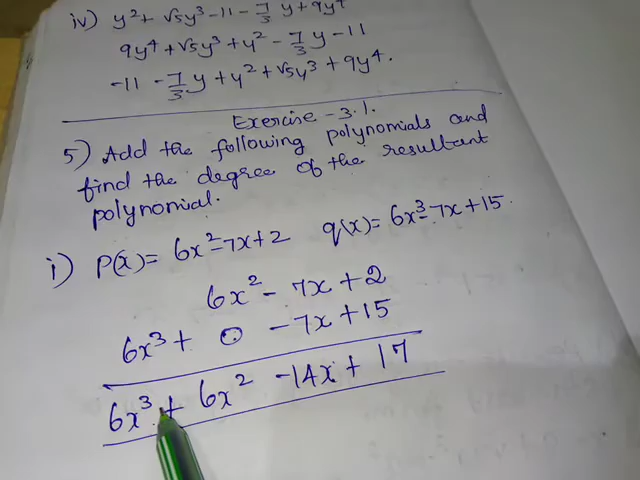 iv) y² + √5y³ - 11 - 7/3 y + 9y⁴
9y⁴ + √5y³ + y² - 7/3 y - 11
-11 - 7/3 y + y² + √5y³ + 9y⁴.
Exercise - 3.1.
5) Add the following polynomials and
find the degree of the resultant
polynomial.
i) P(x) = 6x² - 7x + 2 q(x) = 6x³ - 7x + 15.
6x² - 7x + 2
6x³ + 0 - 7x + 15
6x³ + 6x² - 14x + 17